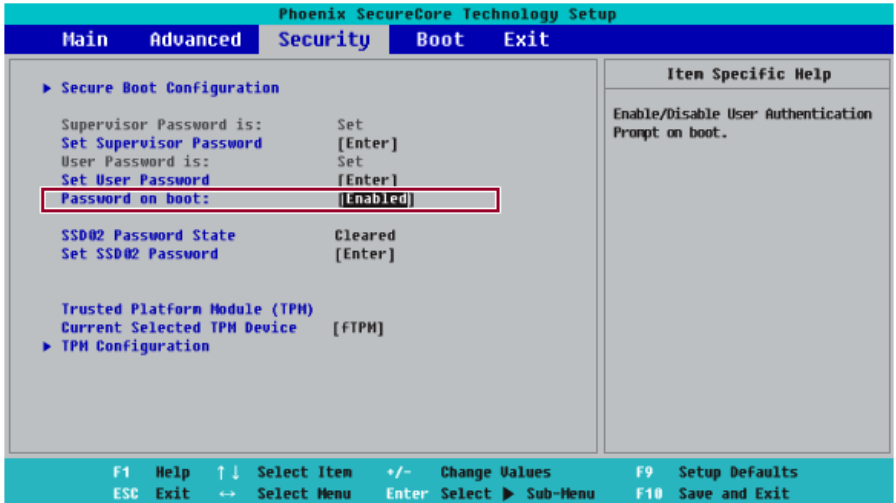 Phoenix SecureCore Technology Setup
Main Advanced Security Boot Exit
Item Specific Help
▶ Secure Boot Configuration
Enable/Disable User Authentication
Prompt on boot.
Supervisor Password is: Set
Set Supervisor Password [Enter]
User Password is: Set
Set User Password [Enter]
Password on boot: [Enabled]
SSD02 Password State Cleared
Set SSD02 Password [Enter]
Trusted Platform Module (TPM)
Current Selected TPM Device [fTPM]
▶ TPM Configuration
F1 Help ↑↓ Select Item +/- Change Values F9 Setup Defaults
ESC Exit ↔ Select Menu Enter Select ▶ Sub-Menu F10 Save and Exit